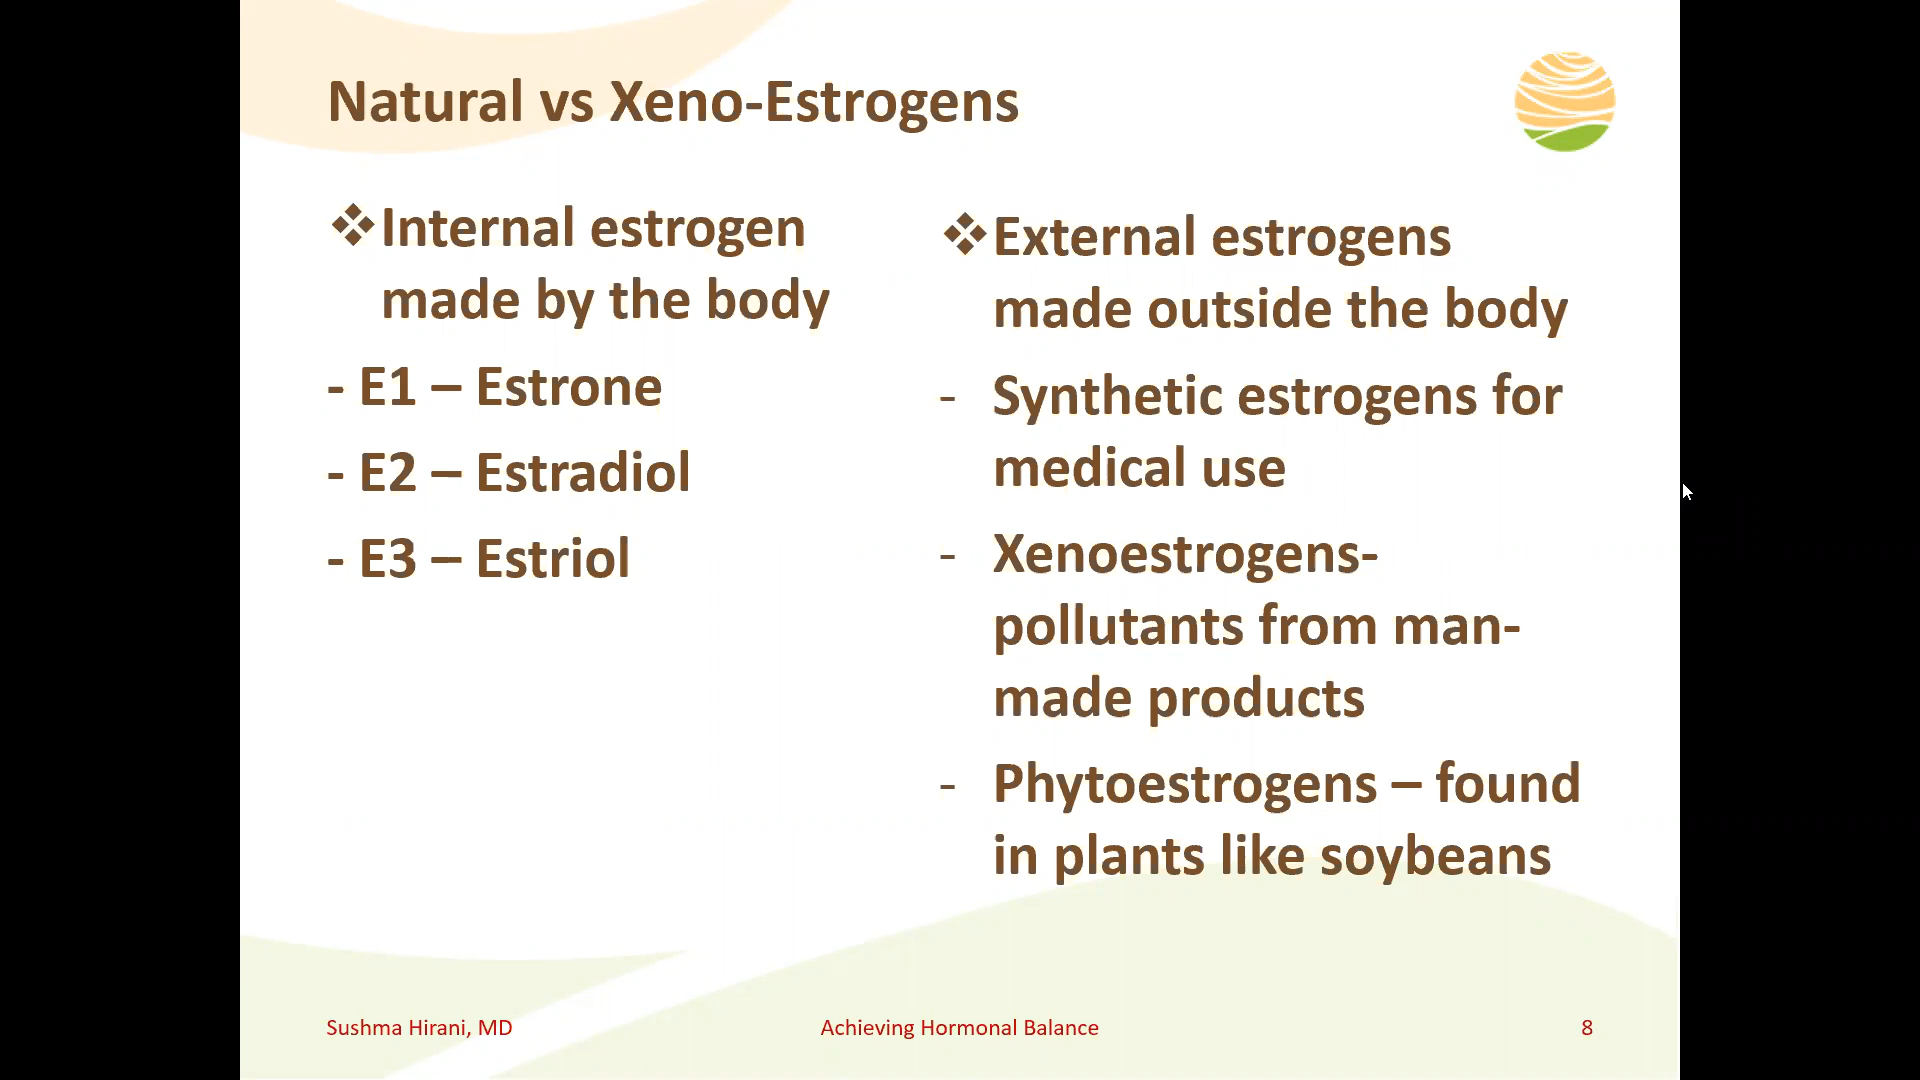 Natural vs Xeno-Estrogens
❖Internal estrogen
made by the body
- E1 – Estrone
- E2 – Estradiol
- E3 – Estriol
❖External estrogens
made outside the body
- Synthetic estrogens for
medical use
- Xenoestrogens-
pollutants from man-
made products
- Phytoestrogens – found
in plants like soybeans
Sushma Hirani, MD
Achieving Hormonal Balance
8